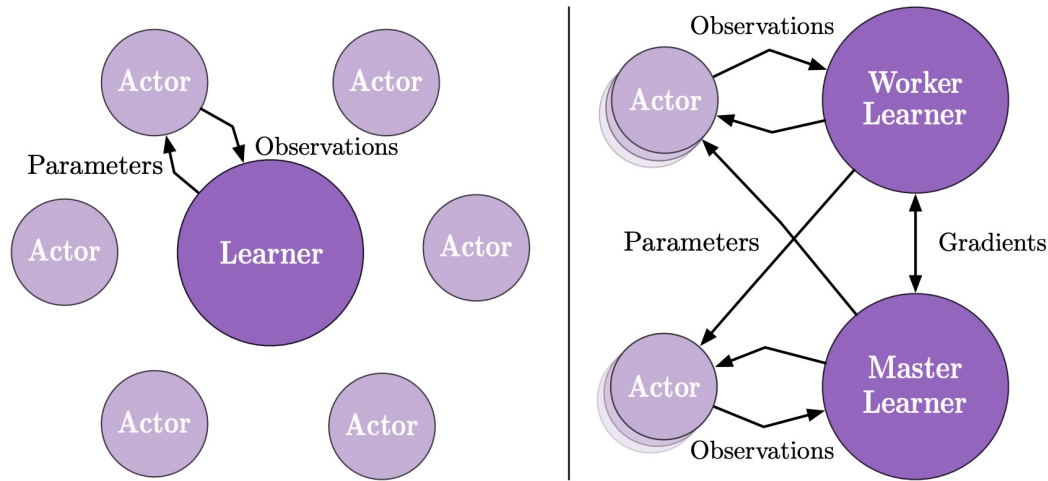 Actor
Actor
Parameters
Observations
Actor
Learner
Actor
Actor
Actor
Observations
Actor
Worker
Learner
Parameters
Gradients
Actor
Master
Learner
Observations